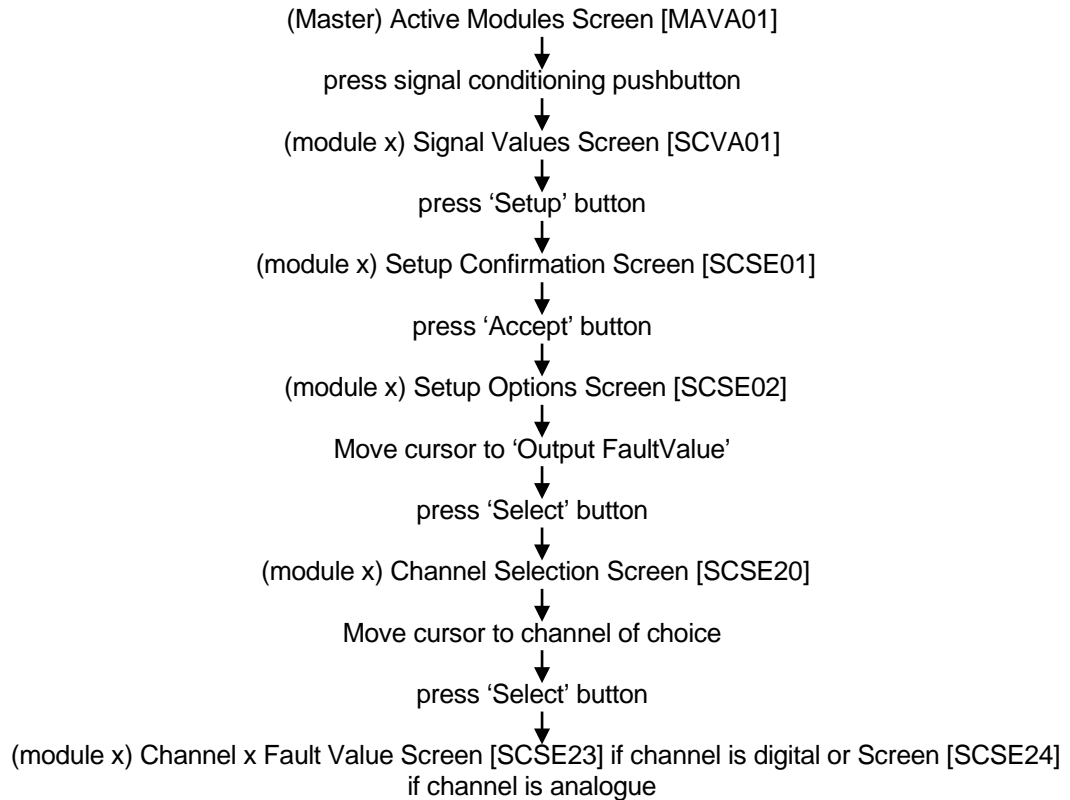 (Master) Active Modules Screen [MAVA01]
press signal conditioning pushbutton
(module x) Signal Values Screen [SCVA01]
press ‘Setup’ button
(module x) Setup Confirmation Screen [SCSE01]
press ‘Accept’ button
(module x) Setup Options Screen [SCSE02]
Move cursor to ‘Output FaultValue’
press ‘Select’ button
(module x) Channel Selection Screen [SCSE20]
Move cursor to channel of choice
press ‘Select’ button
(module x) Channel x Fault Value Screen [SCSE23] if channel is digital or Screen [SCSE24]
if channel is analogue